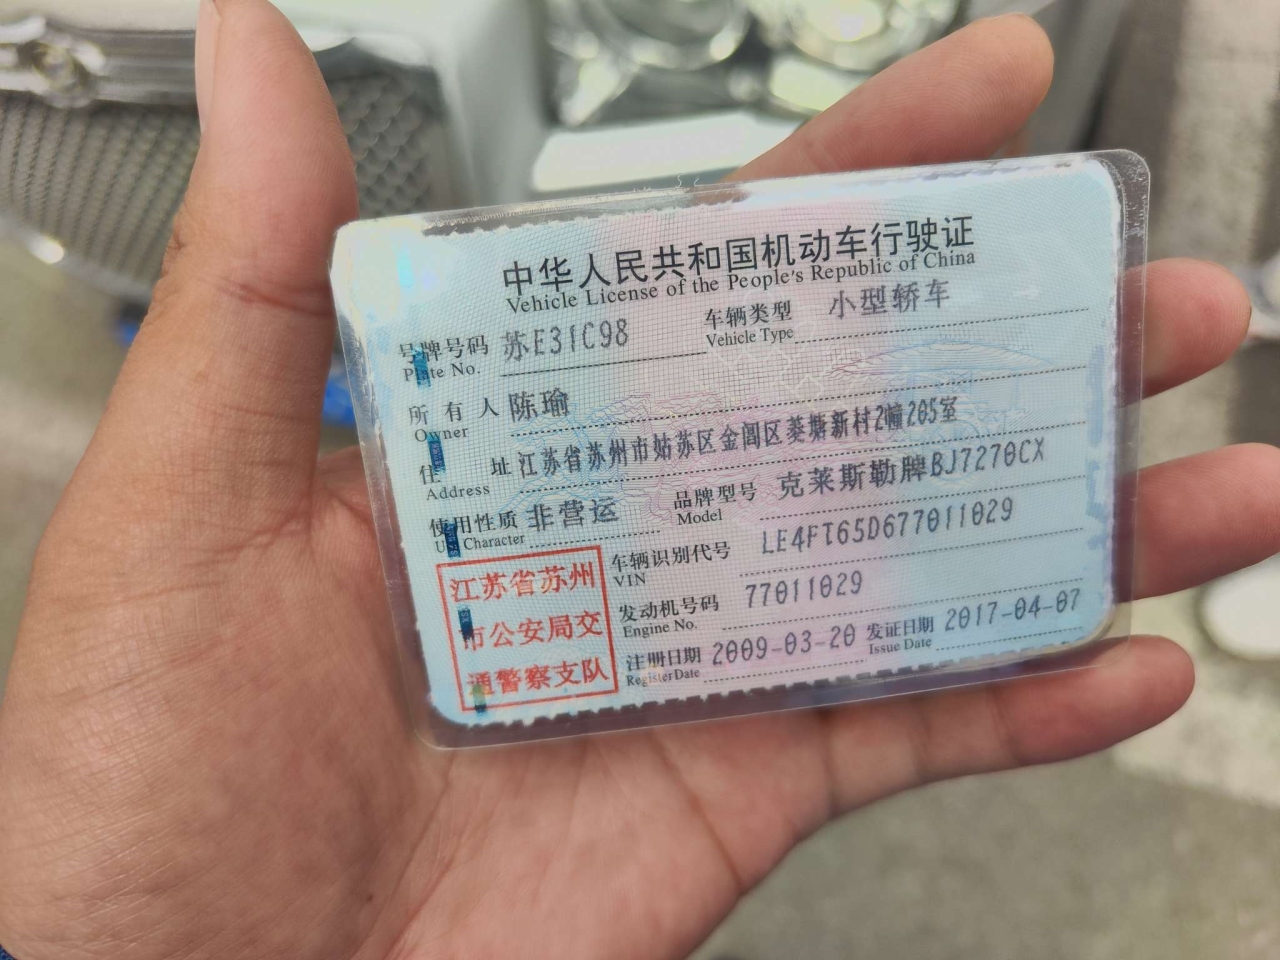 中华人民共和国机动车行驶证
Vehicle License of the People's Republic of China
号牌号码 苏E31C98 车辆类型 小型轿车
Plate No. Vehicle Type
所有人 陈瑜
Owner
住址 江苏省苏州市姑苏区金阊区菱塘新村2幢205室
Address
使用性质 非营运 品牌型号 克莱斯勒牌BJ7270CX
Use Character Model
车辆识别代号 LE4FT65D677011029
VIN
发动机号码 77011029
Engine No.
注册日期 2009-03-20 发证日期 2017-04-07
Register Date Issue Date
江苏省苏州
市公安局交
通警察支队